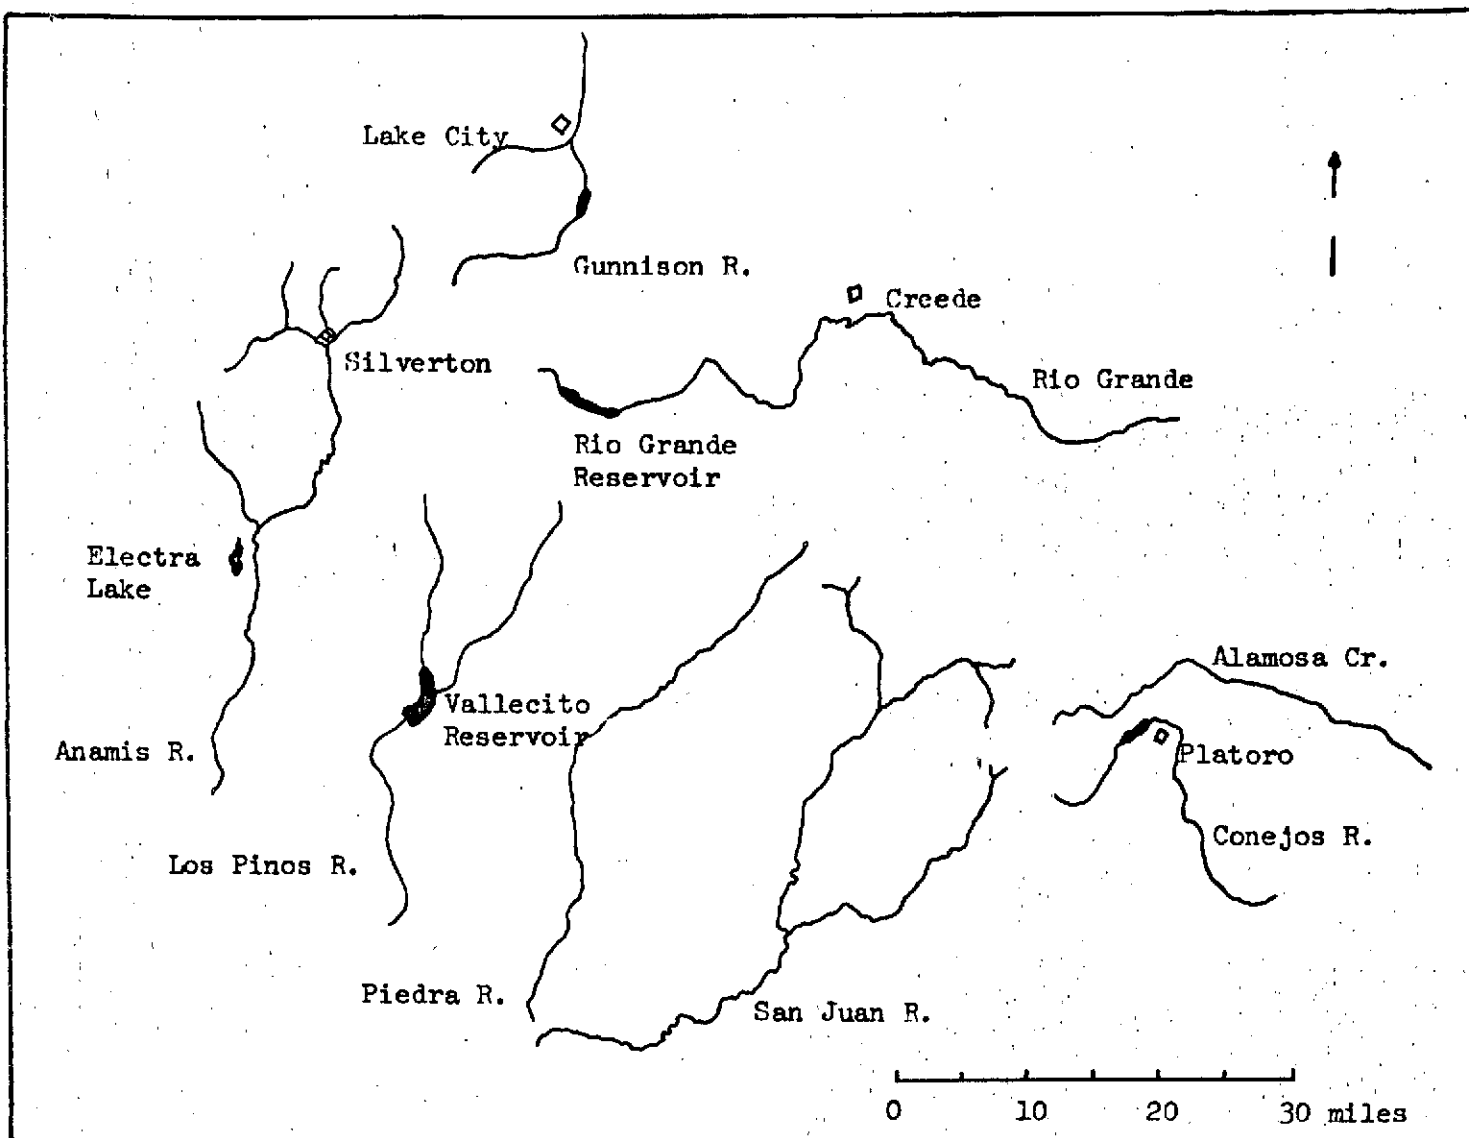 Lake City
Gunnison R.
Creede
Silverton
Rio Grande
Rio Grande
Reservoir
Electra
Lake
Alamosa Cr.
Vallecito
Reservoir
Anamis R.
Platoro
Conejos R.
Los Pinos R.
Piedra R.
San Juan R.
0 10 20 30 miles